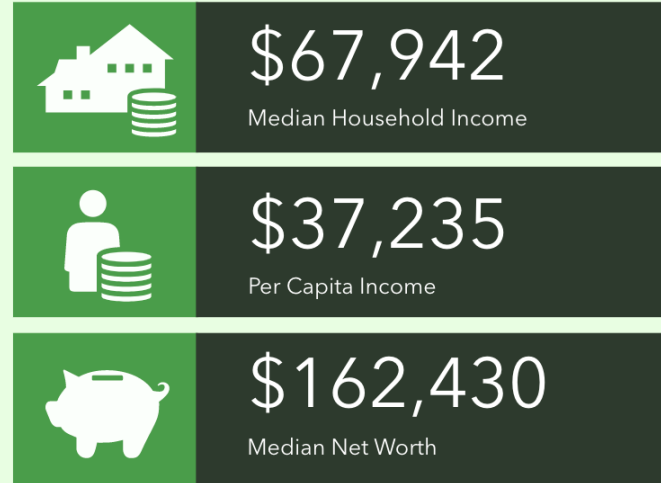 $67,942
Median Household Income
$37,235
Per Capita Income
$162,430
Median Net Worth